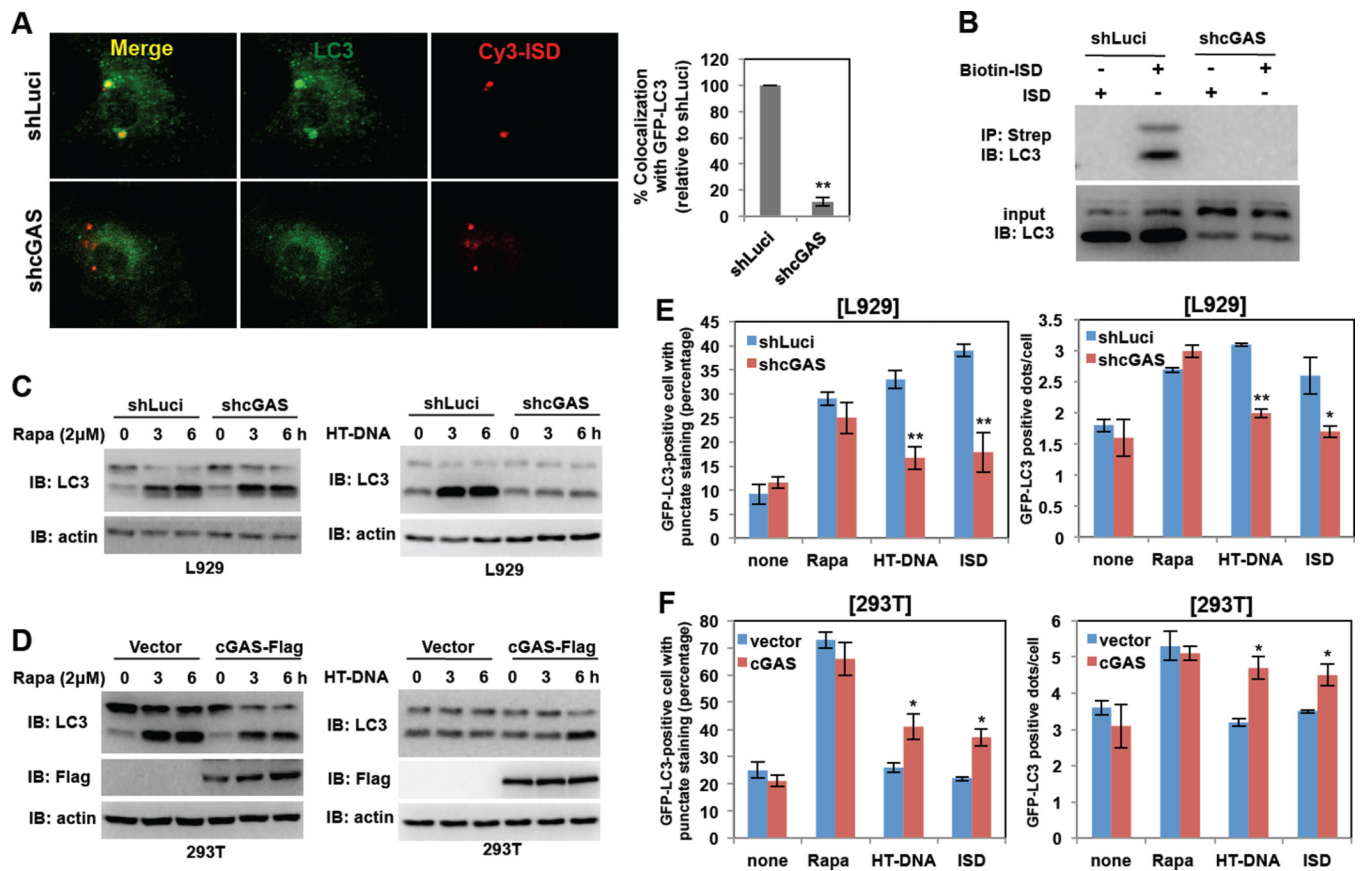 A
Merge
LC3
Cy3-ISD
shLuci
shcGAS
% Colocalization
with GFP-LC3
(relative to shLuci)
120
100
80
60
40
20
0
**
shLuci
shcGAS
B
shLuci
shcGAS
Biotin-ISD - + - +
ISD + - + -
IP: Strep
IB: LC3
input
IB: LC3
C
shLuci
shcGAS
Rapa (2μM) 0 3 6 0 3 6 h
IB: LC3
IB: actin
L929
shLuci
shcGAS
HT-DNA 0 3 6 0 3 6 h
IB: LC3
IB: actin
L929
D
Vector
cGAS-Flag
Rapa (2μM) 0 3 6 0 3 6 h
IB: LC3
IB: Flag
IB: actin
293T
Vector
cGAS-Flag
HT-DNA 0 3 6 0 3 6 h
IB: LC3
IB: Flag
IB: actin
293T
E
[L929]
GFP-LC3-positive cell with
punctate staining (percentage)
45
40
35
30
25
20
15
10
5
0
shLuci
shcGAS
**
**
none Rapa HT-DNA ISD
[L929]
GFP-LC3 positive dots/cell
3.5
3
2.5
2
1.5
1
0.5
0
shLuci
shcGAS
**
*
none Rapa HT-DNA ISD
F
[293T]
GFP-LC3-positive cell with
punctate staining (percentage)
80
70
60
50
40
30
20
10
0
vector
cGAS
*
*
none Rapa HT-DNA ISD
[293T]
GFP-LC3 positive dots/cell
6
5
4
3
2
1
0
vector
cGAS
*
*
none Rapa HT-DNA ISD